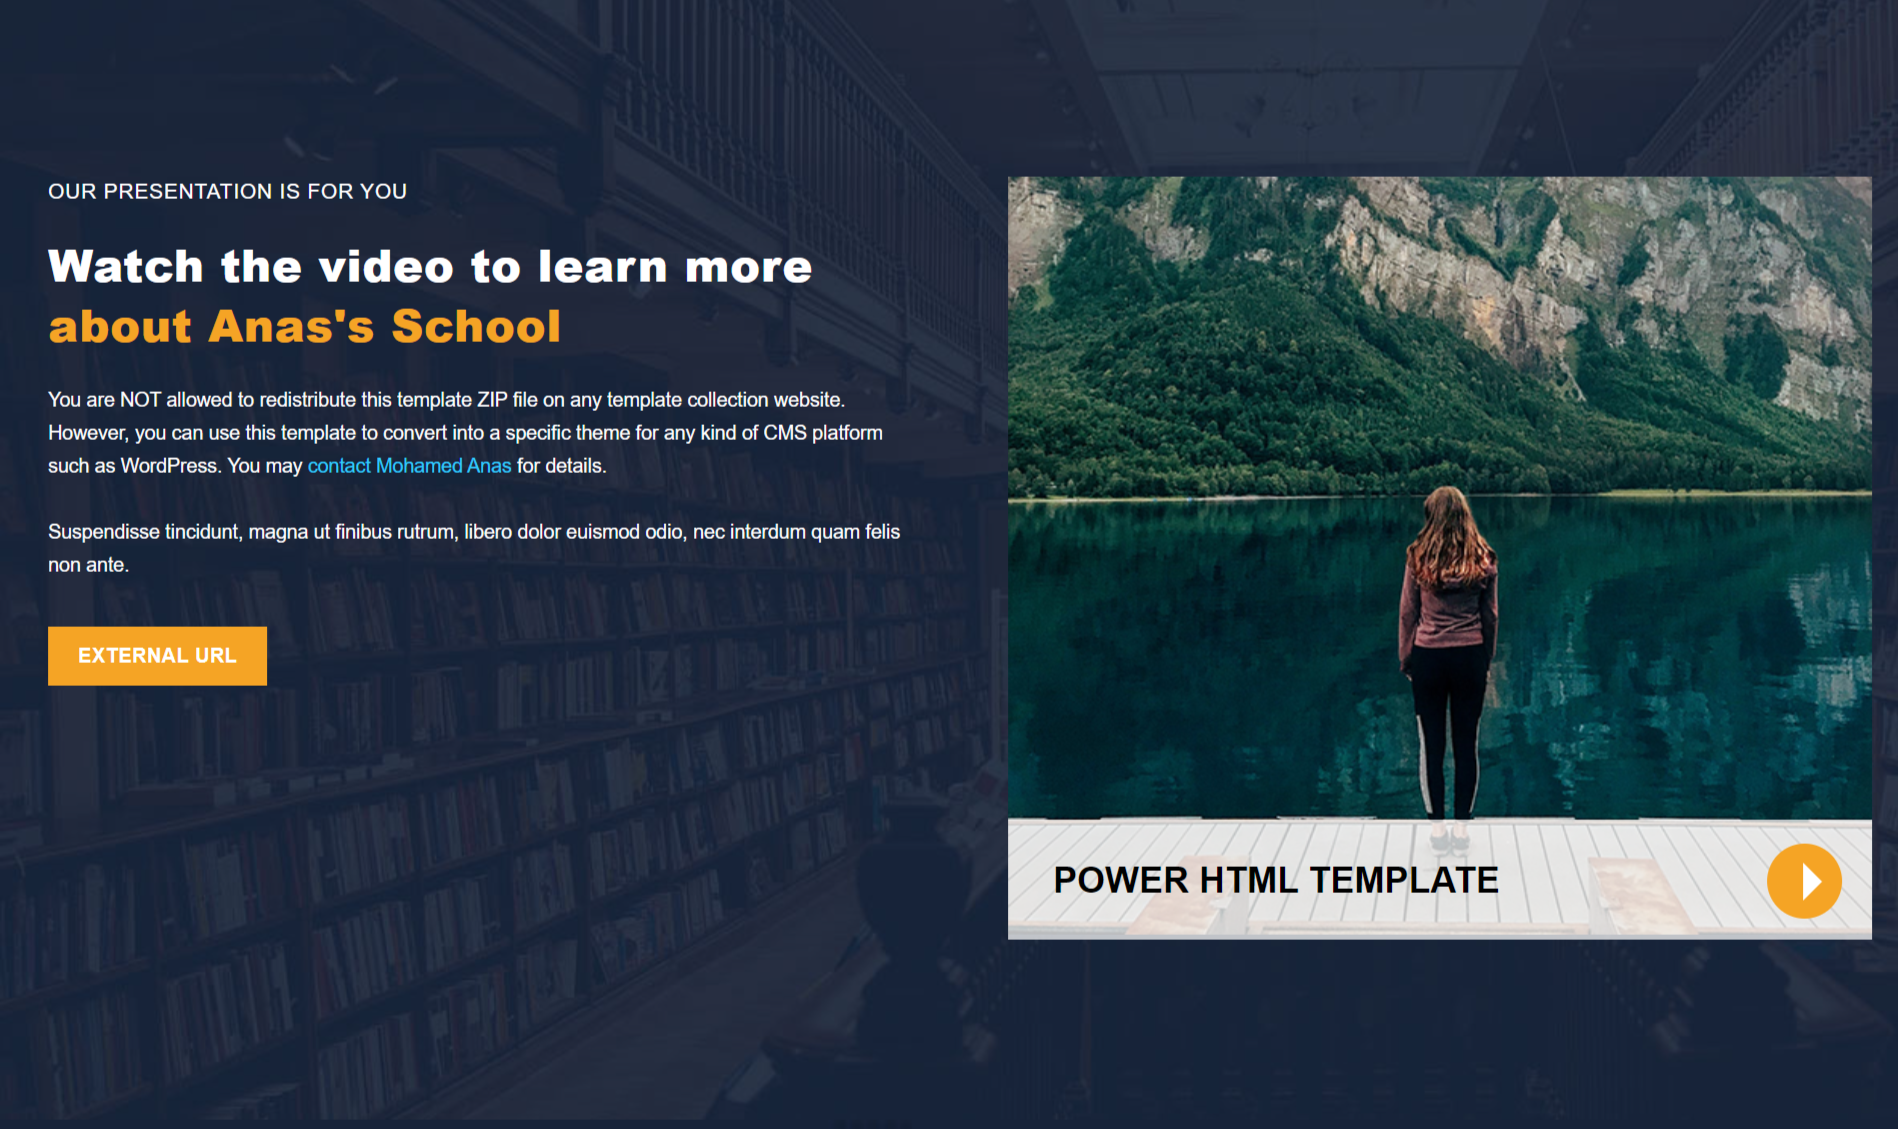 OUR PRESENTATION IS FOR YOU
Watch the video to learn more
about Anas's School
You are NOT allowed to redistribute this template ZIP file on any template collection website.
However, you can use this template to convert into a specific theme for any kind of CMS platform
such as WordPress. You may contact Mohamed Anas for details.
Suspendisse tincidunt, magna ut finibus rutrum, libero dolor euismod odio, nec interdum quam felis
non ante.
EXTERNAL URL
POWER HTML TEMPLATE